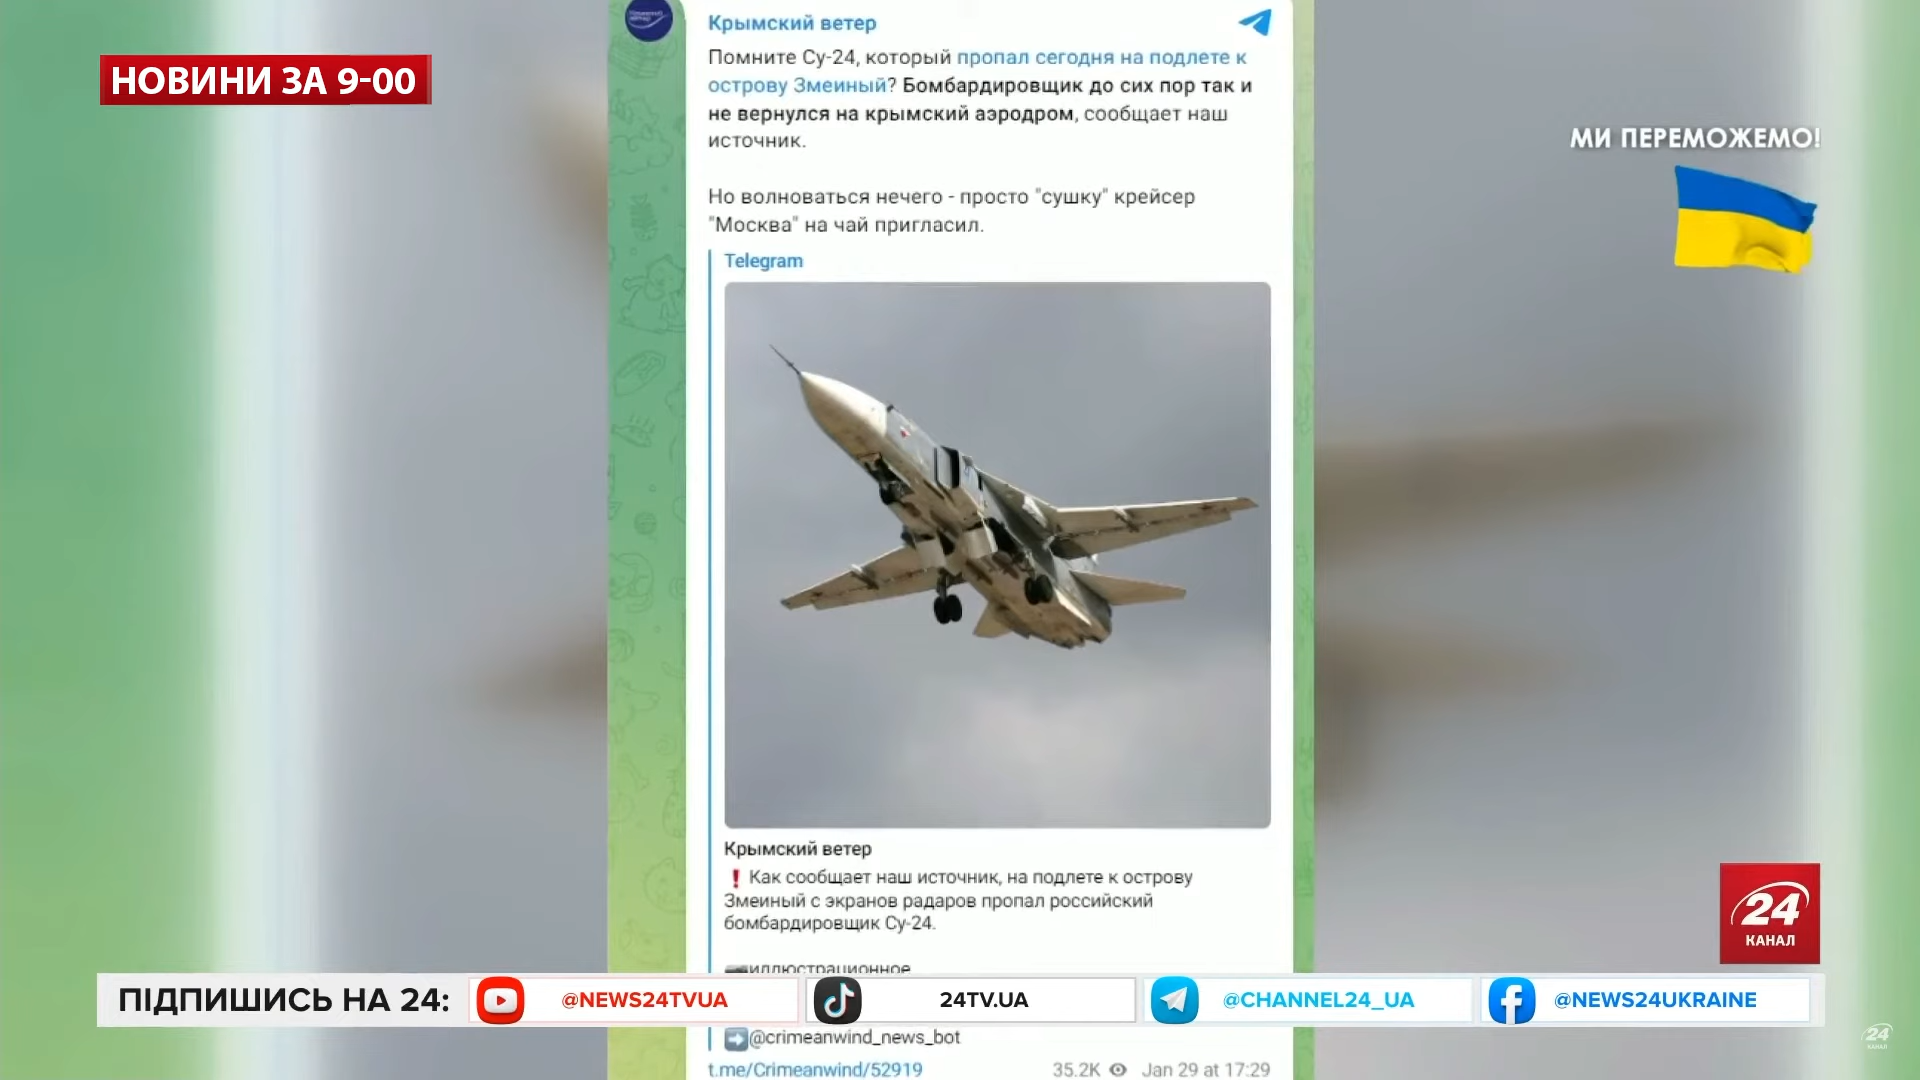 НОВИНИ ЗА 9-00
МИ ПЕРЕМОЖЕМО!
Крымский ветер
Помните Су-24, который пропал сегодня на подлете к
острову Змеиный? Бомбардировщик до сих пор так и
не вернулся на крымский аэродром, сообщает наш
источник.
Но волноваться нечего - просто "сушку" крейсер
"Москва" на чай пригласил.
Telegram
Крымский ветер
❗Как сообщает наш источник, на подлете к острову
Змеиный с экранов радаров пропал российский
бомбардировщик Су-24.
иллюстрационное
24
КАНАЛ
ПІДПИШИСЬ НА 24:
@NEWS24TVUA
24TV.UA
@CHANNEL24_UA
@NEWS24UKRAINE
➡@crimeanwind_news_bot
t.me/Crimeanwind/52919
35.2K
Jan 29 at 17:29
24
КАНАЛ